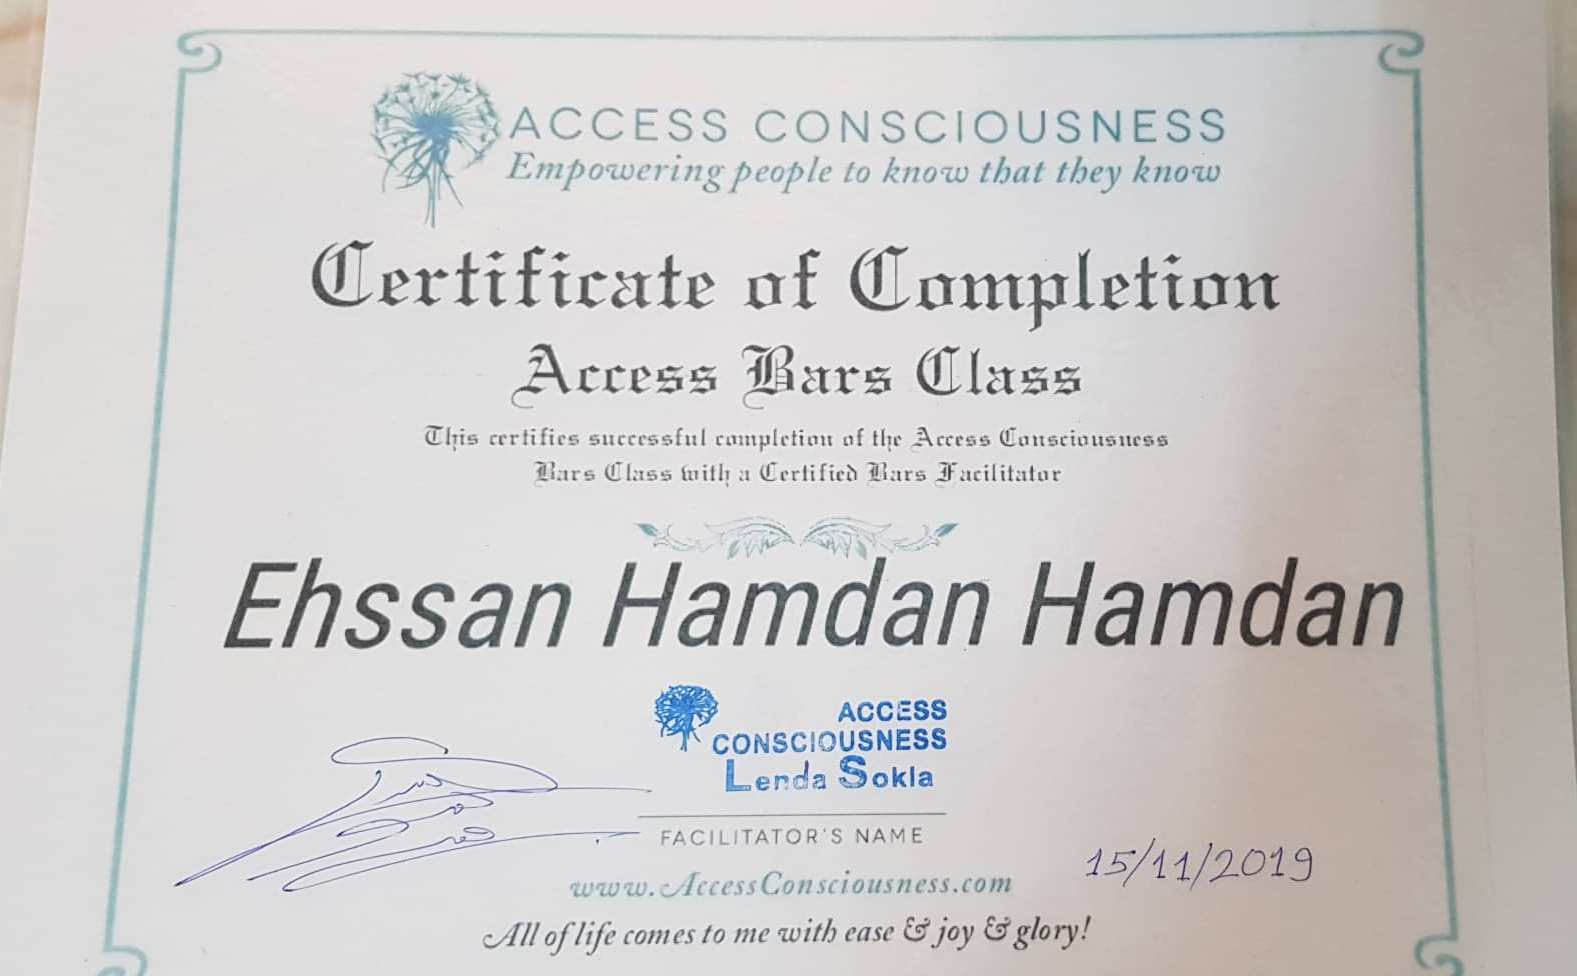 ACCESS CONSCIOUSNESS
Empowering people to know that they know
Certificate of Completion
Access Bars Class
This certifies successful completion of the Access Consciousness
Bars Class with a Certified Bars Facilitator
Ehssan Hamdan Hamdan
ACCESS
CONSCIOUSNESS
Lenda Sokla
FACILITATOR'S NAME
15/11/2019
www.AccessConsciousness.com
All of life comes to me with ease & joy & glory!